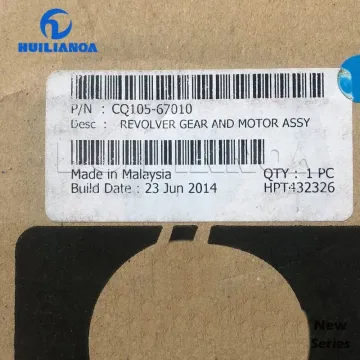 HUILIANOA
P/N : CQ105-67010
Desc : REVOLVER GEAR AND MOTOR ASSY
Made in Malaysia
QTY : 1 PC
Build Date : 23 Jun 2014
HPT432326
New
Series